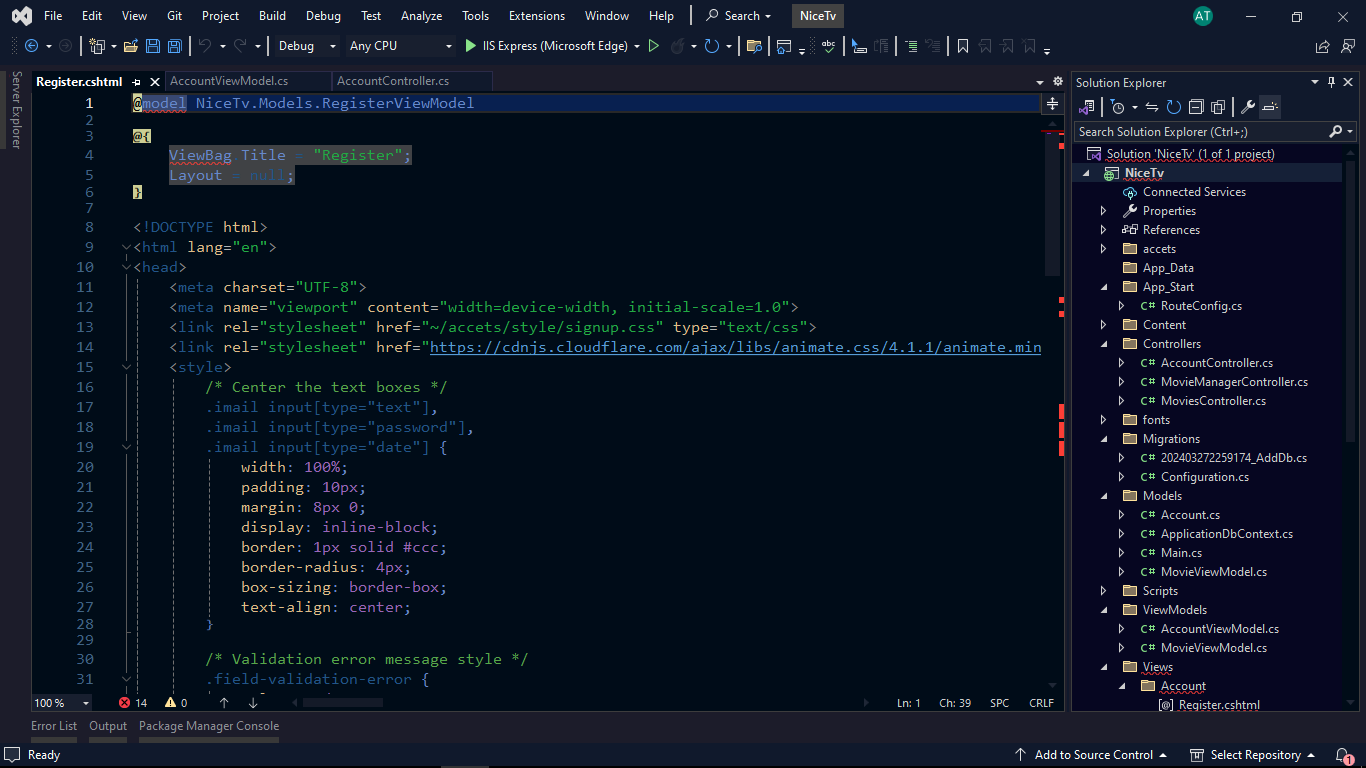 File Edit View Git Project Build Debug Test Analyze Tools Extensions Window Help Search NiceTv AT
Debug Any CPU IIS Express (Microsoft Edge)
Server Explorer
Register.cshtml AccountViewModel.cs AccountController.cs
1 @model NiceTv.Models.RegisterViewModel
2
3 @{
4 ViewBag Title = "Register";
5 Layout = null;
6 }
7
8 <!DOCTYPE html>
9 <html lang="en">
10 <head>
11 <meta charset="UTF-8">
12 <meta name="viewport" content="width=device-width, initial-scale=1.0">
13 <link rel="stylesheet" href="~/accets/style/signup.css" type="text/css">
14 <link rel="stylesheet" href="https://cdnjs.cloudflare.com/ajax/libs/animate.css/4.1.1/animate.min
15 <style>
16 /* Center the text boxes */
17 .imail input[type="text"],
18 .imail input[type="password"],
19 .imail input[type="date"] {
20 width: 100%;
21 padding: 10px;
22 margin: 8px 0;
23 display: inline-block;
24 border: 1px solid #ccc;
25 border-radius: 4px;
26 box-sizing: border-box;
27 text-align: center;
28 }
29
30 /* Validation error message style */
31 .field-validation-error {
100 % 14 0 Ln: 1 Ch: 39 SPC CRLF
Solution Explorer
Search Solution Explorer (Ctrl+;)
Solution 'NiceTv' (1 of 1 project)
NiceTv
Connected Services
Properties
References
accets
App_Data
App_Start
C# RouteConfig.cs
Content
Controllers
C# AccountController.cs
C# MovieManagerController.cs
C# MoviesController.cs
fonts
Migrations
C# 202403272259174_AddDb.cs
C# Configuration.cs
Models
C# Account.cs
C# ApplicationDbContext.cs
C# Main.cs
C# MovieViewModel.cs
Scripts
ViewModels
C# AccountViewModel.cs
C# MovieViewModel.cs
Views
Account
[@] Register.cshtml
Error List Output Package Manager Console
Ready Add to Source Control Select Repository 1